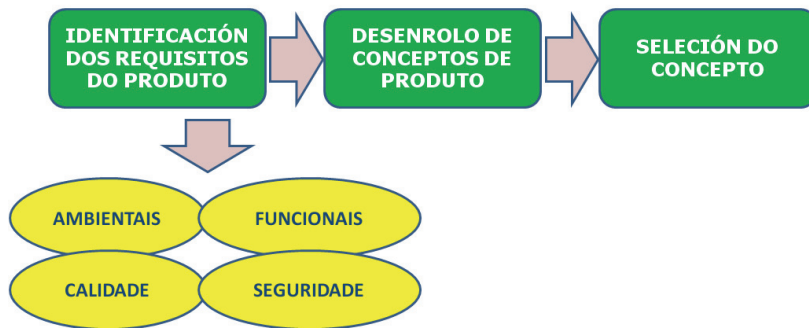 IDENTIFICACIÓN
DOS REQUISITOS
DO PRODUTO
DESENROLO DE
CONCEPTOS DE
PRODUTO
SELECIÓN DO
CONCEPTO
AMBIENTAIS
FUNCIONAIS
CALIDADE
SEGURIDADE